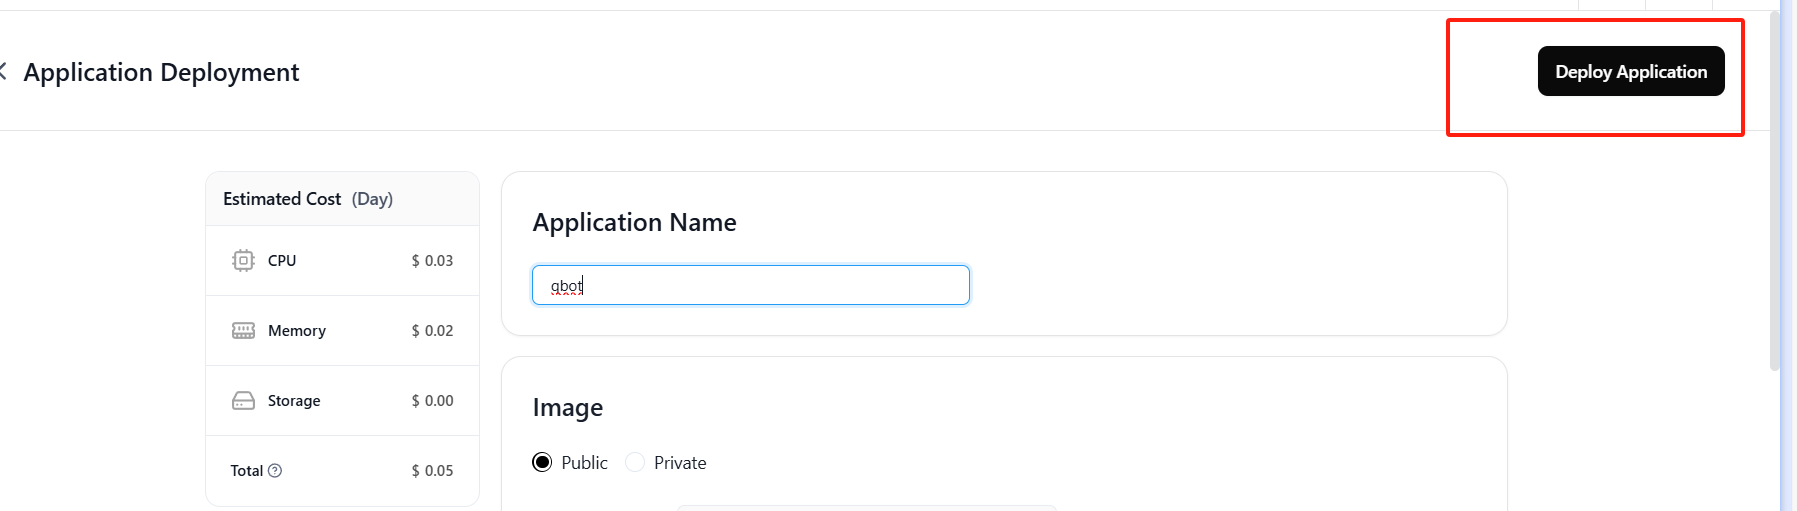 Application Deployment
Deploy Application
Estimated Cost (Day)
CPU $ 0.03
Memory $ 0.02
Storage $ 0.00
Total $ 0.05
Application Name
qbot
Image
Public Private